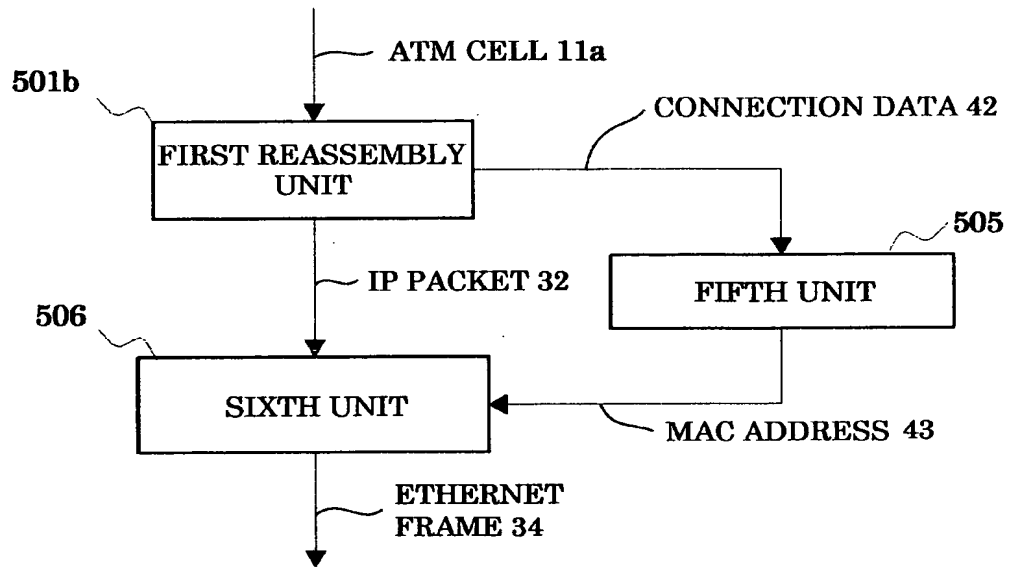 ATM CELL 11a
501b
CONNECTION DATA 42
FIRST REASSEMBLY
UNIT
505
IP PACKET 32
FIFTH UNIT
506
SIXTH UNIT
MAC ADDRESS 43
ETHERNET
FRAME 34